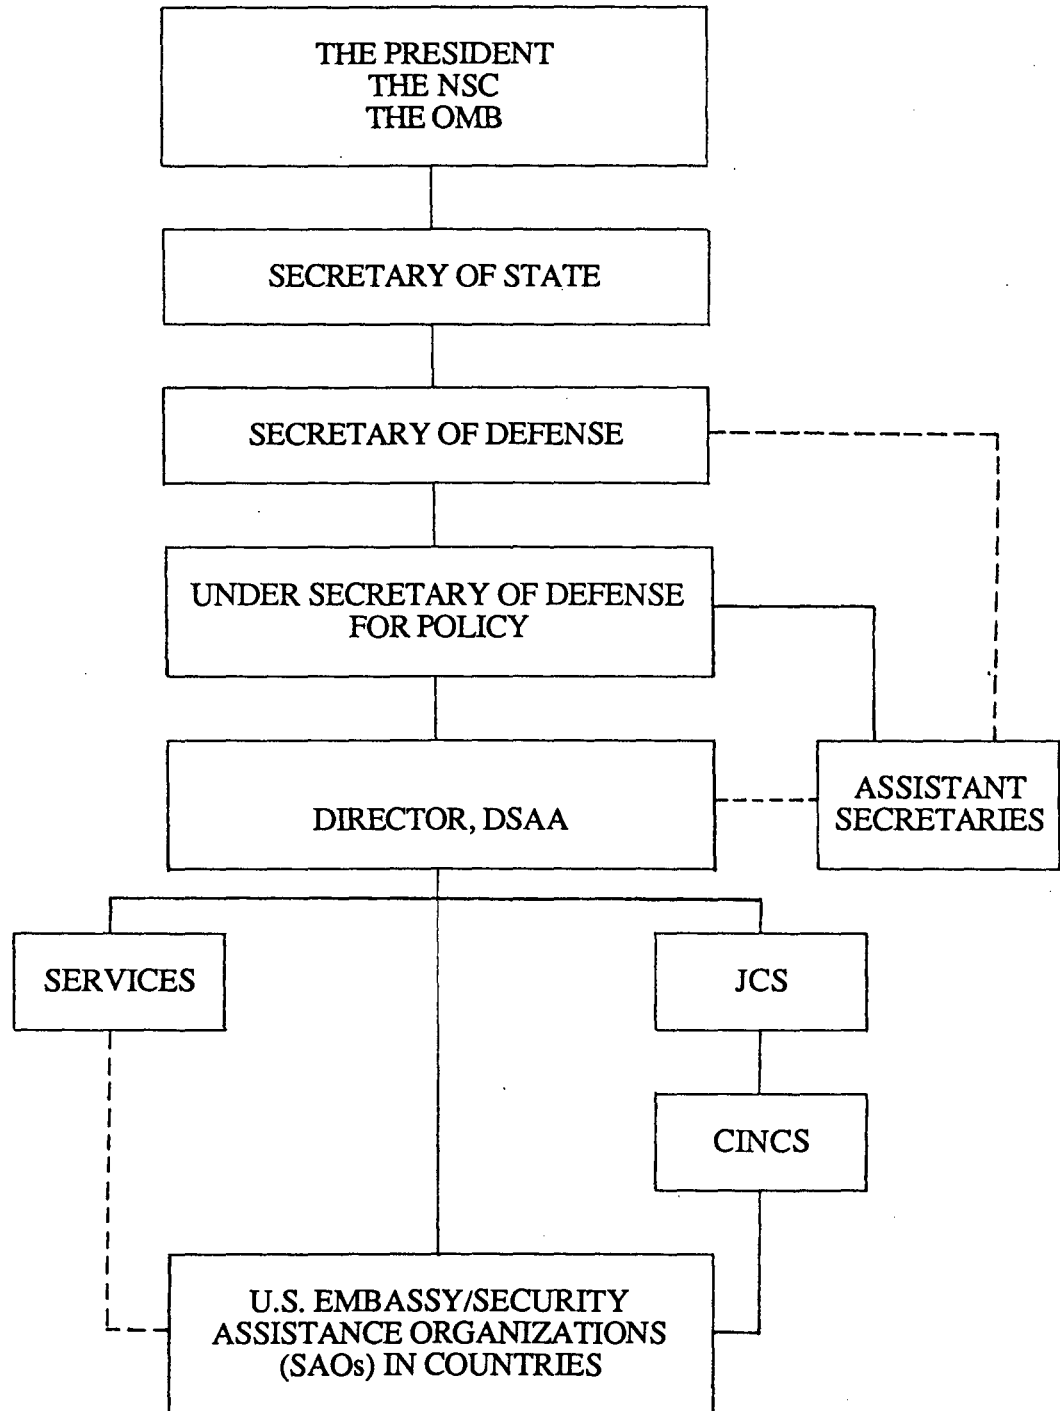 THE PRESIDENT
THE NSC
THE OMB
SECRETARY OF STATE
SECRETARY OF DEFENSE
UNDER SECRETARY OF DEFENSE
FOR POLICY
DIRECTOR, DSAA
ASSISTANT
SECRETARIES
SERVICES
JCS
CINCS
U.S. EMBASSY/SECURITY
ASSISTANCE ORGANIZATIONS
(SAOs) IN COUNTRIES